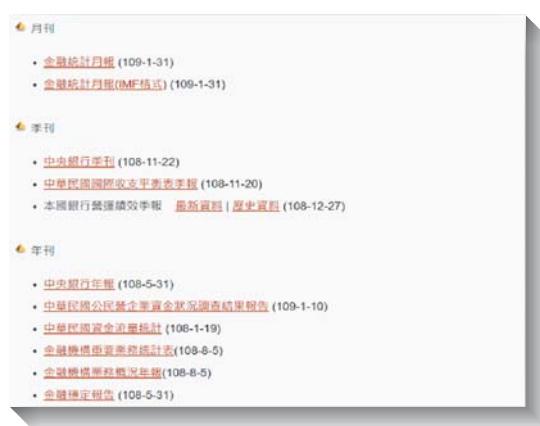 月刊
金融統計月報 (109-1-31)
金融統計月報(IMF格式) (109-1-31)
季刊
中央銀行季刊 (108-11-22)
中華民國國際收支平衡表季報 (108-11-20)
本國銀行營運績效季報 最新資料 | 歷史資料 (108-12-27)
年刊
中央銀行年報 (108-5-31)
中華民國公民營企業資金狀況調查結果報告 (109-1-10)
中華民國資金流量統計 (108-1-19)
金融機構重要業務統計表(108-8-5)
金融機構業務概況年報(108-8-5)
金融穩定報告 (108-5-31)